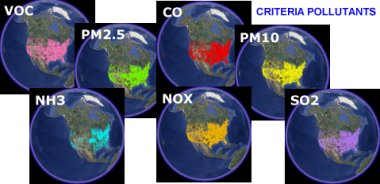 VOC
PM2.5
CO
CRITERIA POLLUTANTS
PM10
NH3
NOX
SO2